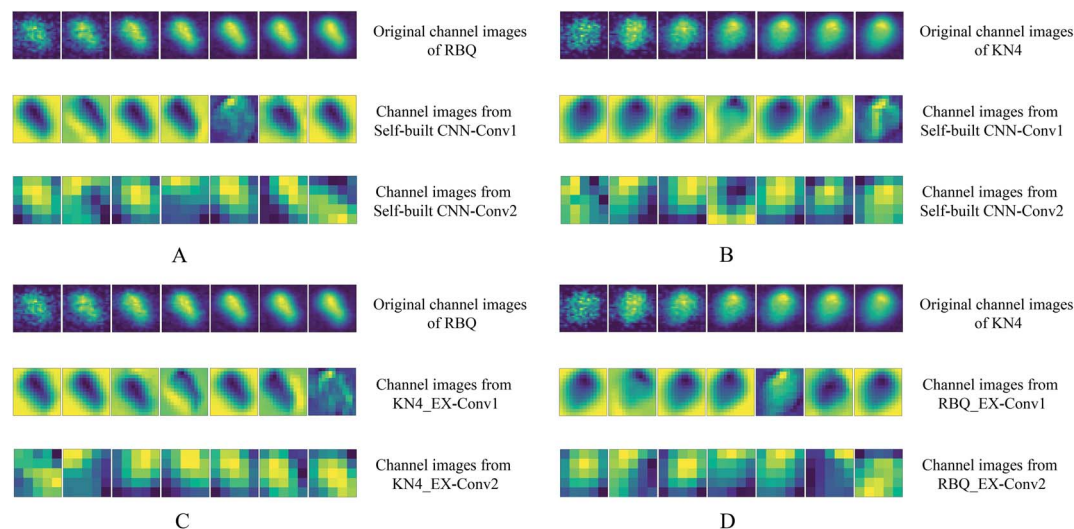 Original channel images
of RBQ
Channel images from
Self-built CNN-Conv1
Channel images from
Self-built CNN-Conv2
A
Original channel images
of KN4
Channel images from
Self-built CNN-Conv1
Channel images from
Self-built CNN-Conv2
B
Original channel images
of RBQ
Channel images from
KN4_EX-Conv1
Channel images from
KN4_EX-Conv2
C
Original channel images
of KN4
Channel images from
RBQ_EX-Conv1
Channel images from
RBQ_EX-Conv2
D